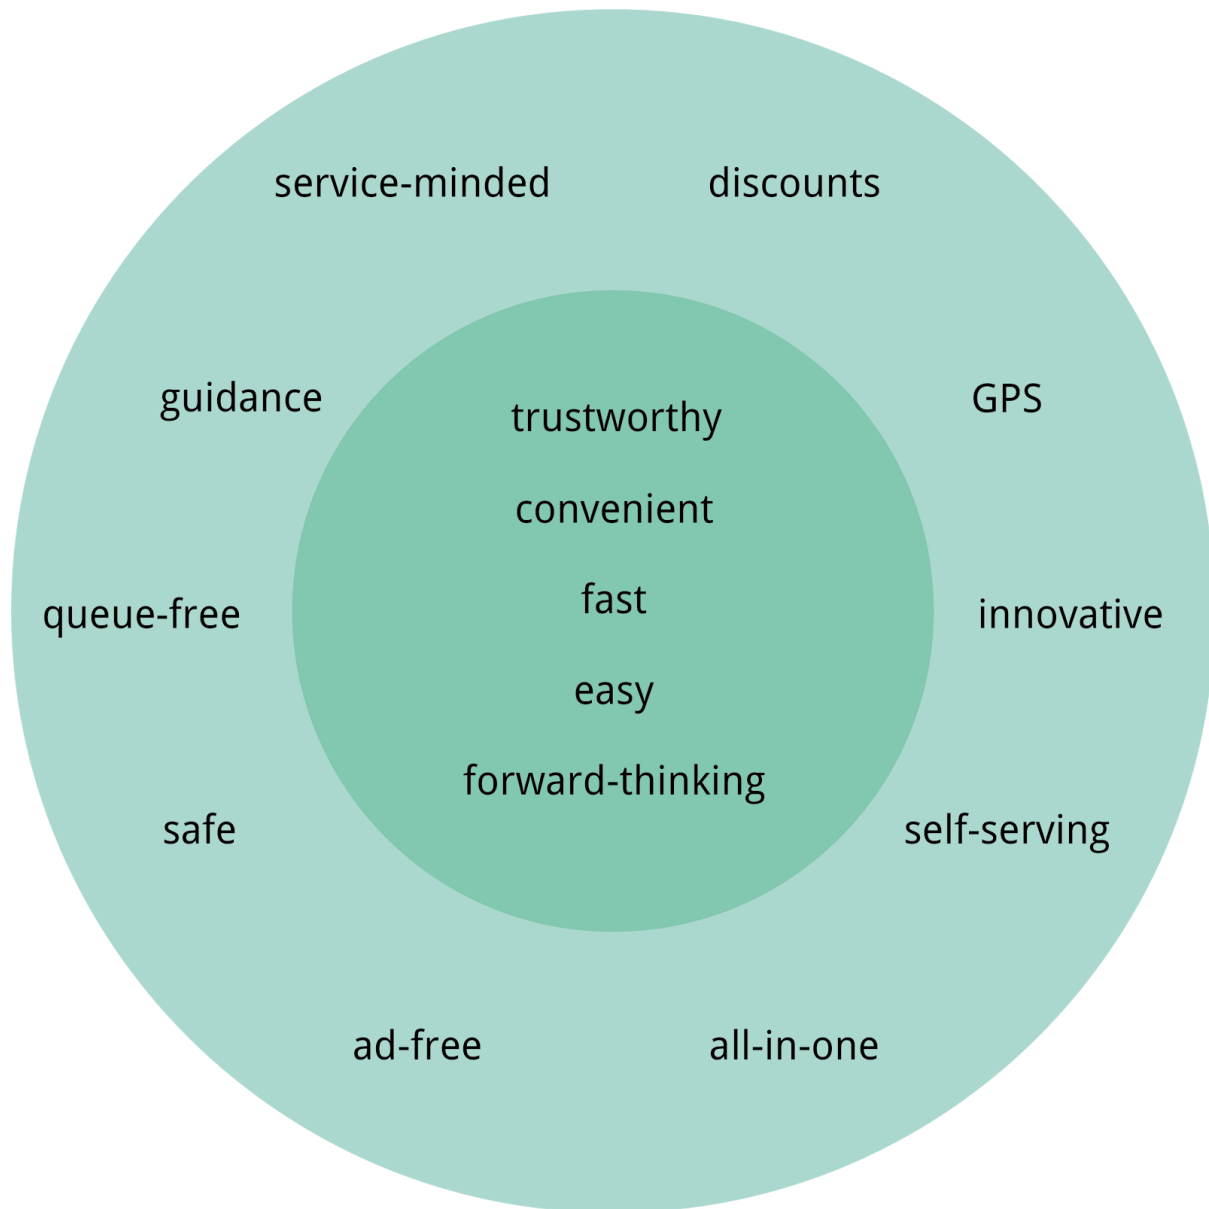 service-minded
discounts
guidance
GPS
trustworthy
convenient
fast
easy
forward-thinking
queue-free
innovative
safe
self-serving
ad-free
all-in-one